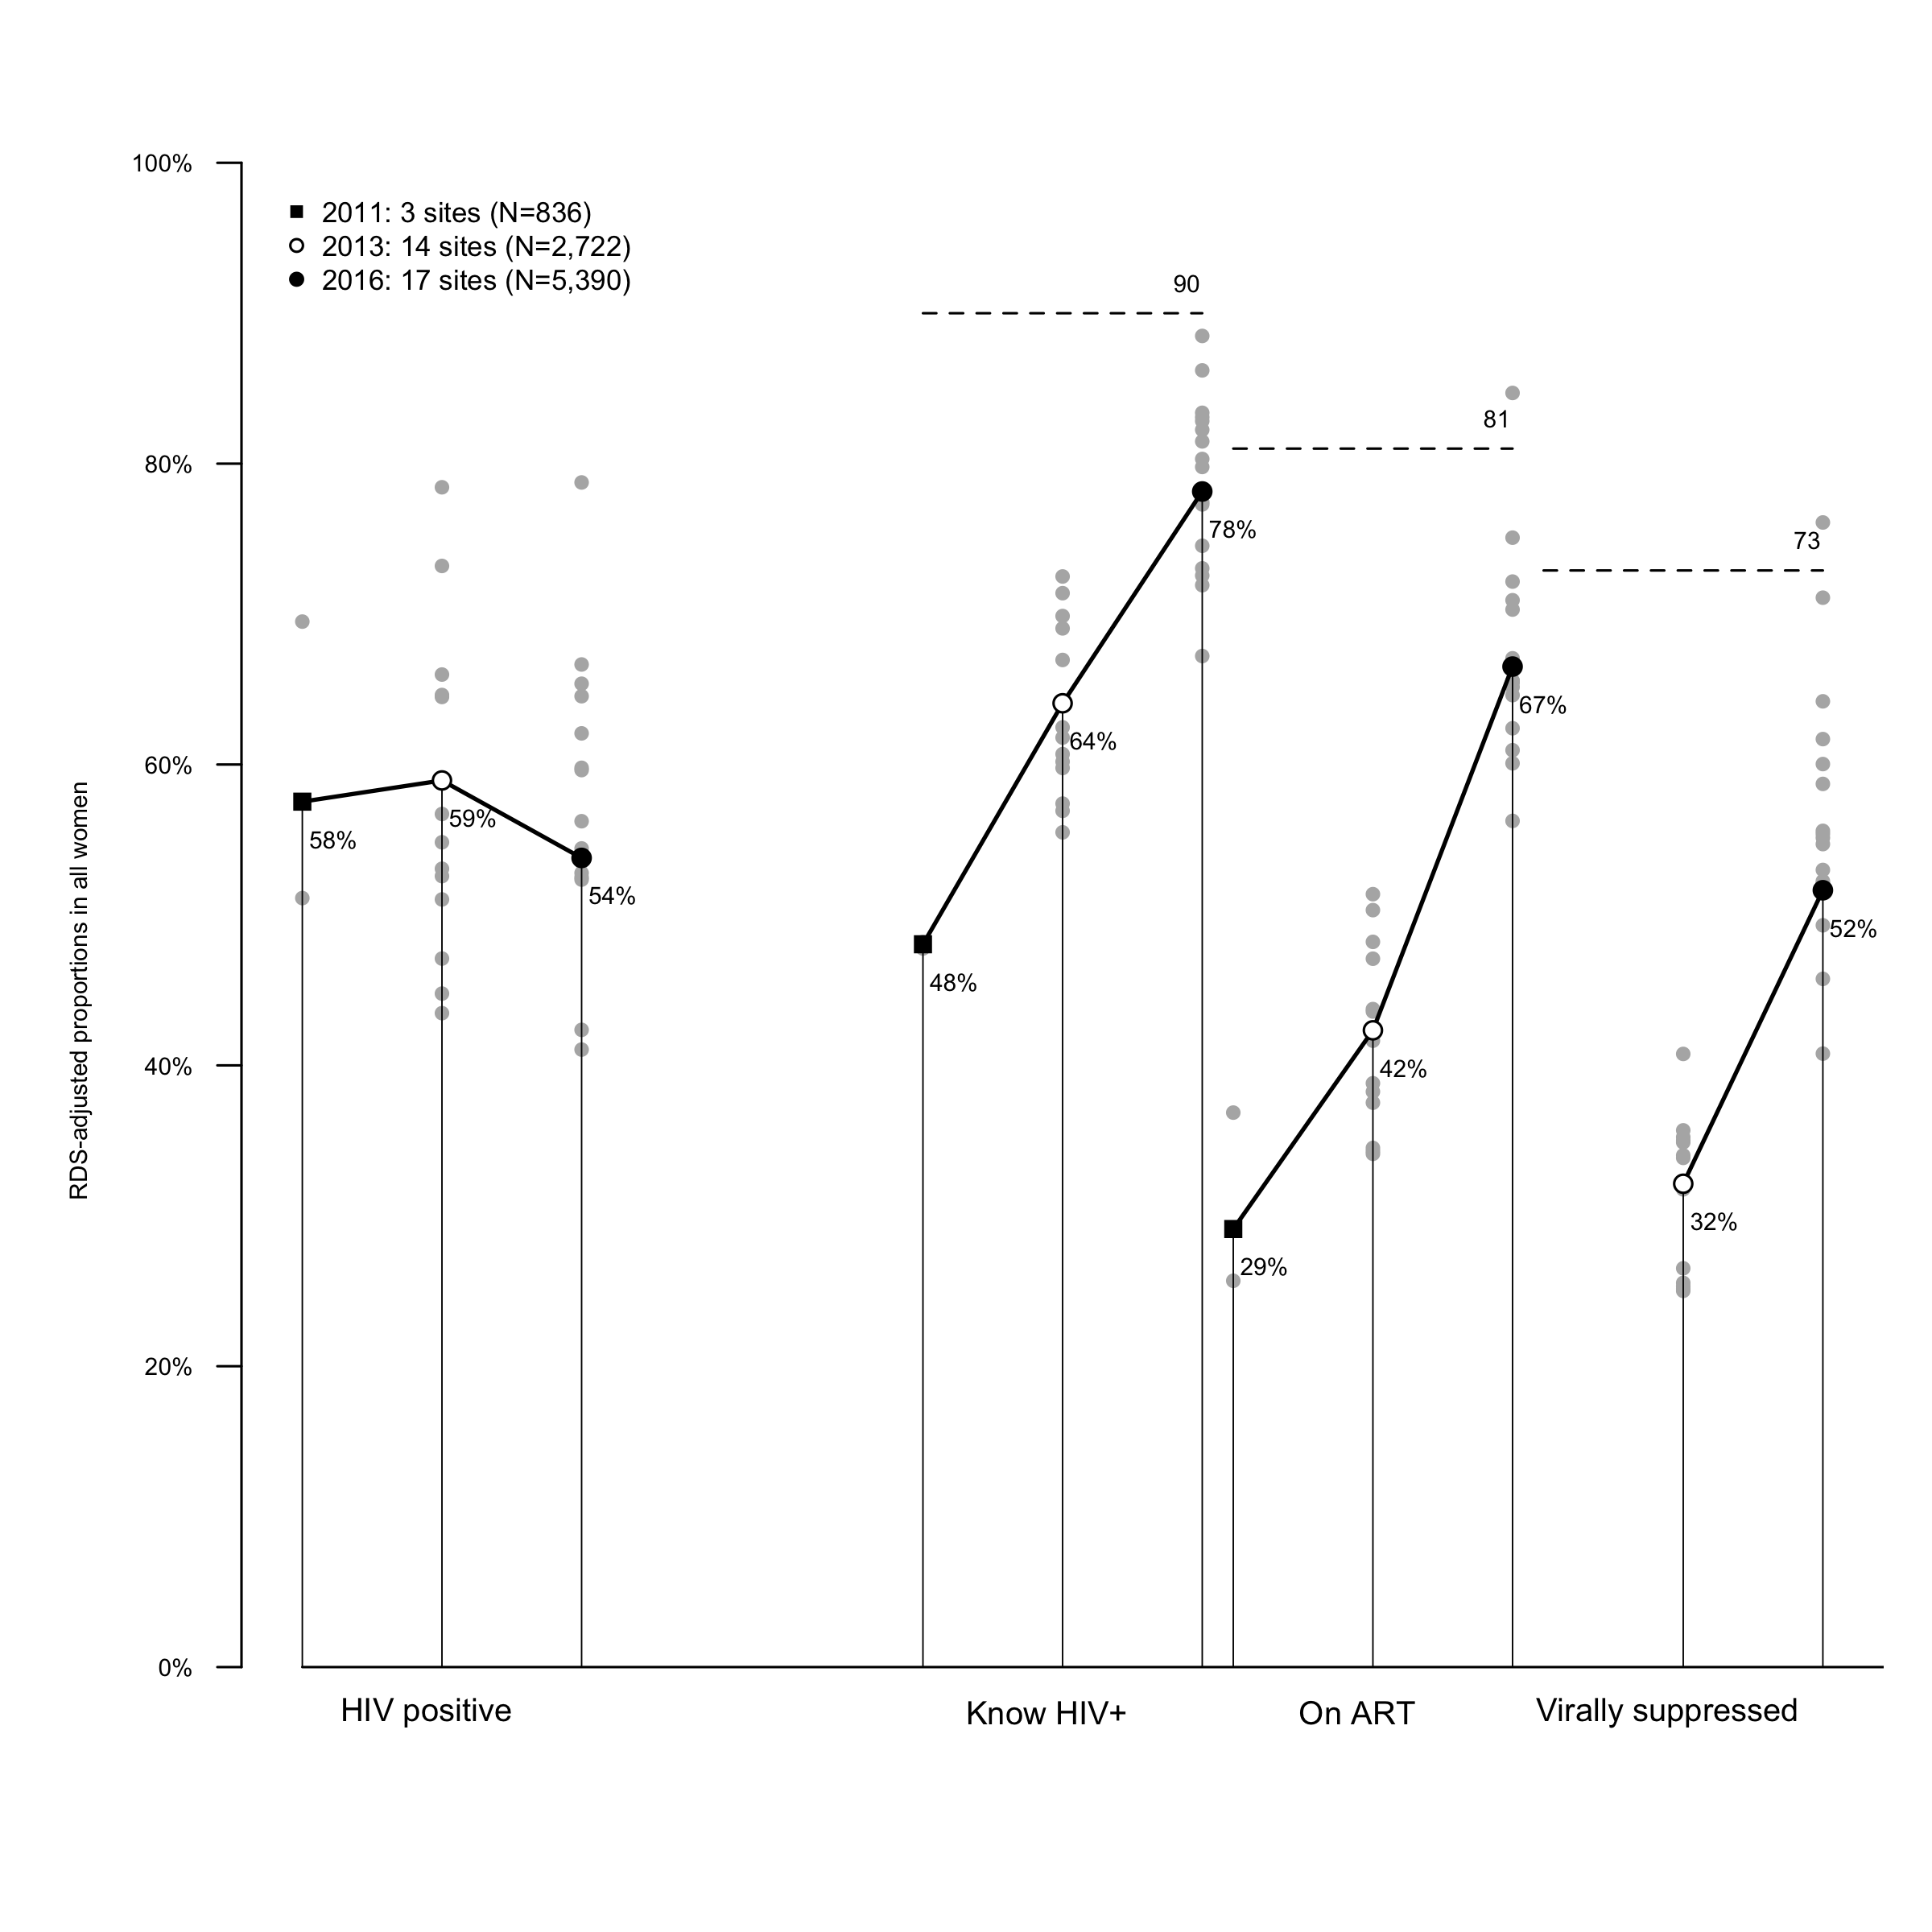 100%
80%
60%
40%
20%
0%
RDS-adjusted proportions in all women
2011: 3 sites (N=836)
2013: 14 sites (N=2,722)
2016: 17 sites (N=5,390)
58%
59%
54%
90
48%
64%
78%
81
29%
42%
67%
73
32%
52%
HIV positive
Know HIV+
On ART
Virally suppressed